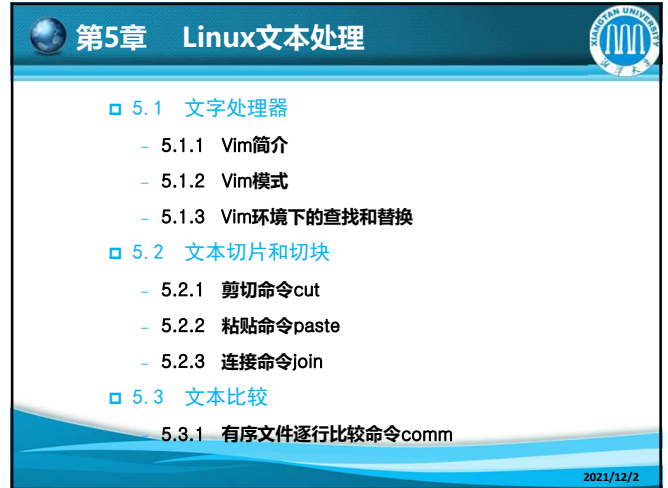 第5章 Linux文本处理
XIANGTAN UNIVERSITY
5.1 文字处理器
– 5.1.1 Vim简介
– 5.1.2 Vim模式
– 5.1.3 Vim环境下的查找和替换
5.2 文本切片和切块
– 5.2.1 剪切命令cut
– 5.2.2 粘贴命令paste
– 5.2.3 连接命令join
5.3 文本比较
5.3.1 有序文件逐行比较命令comm
2021/12/2